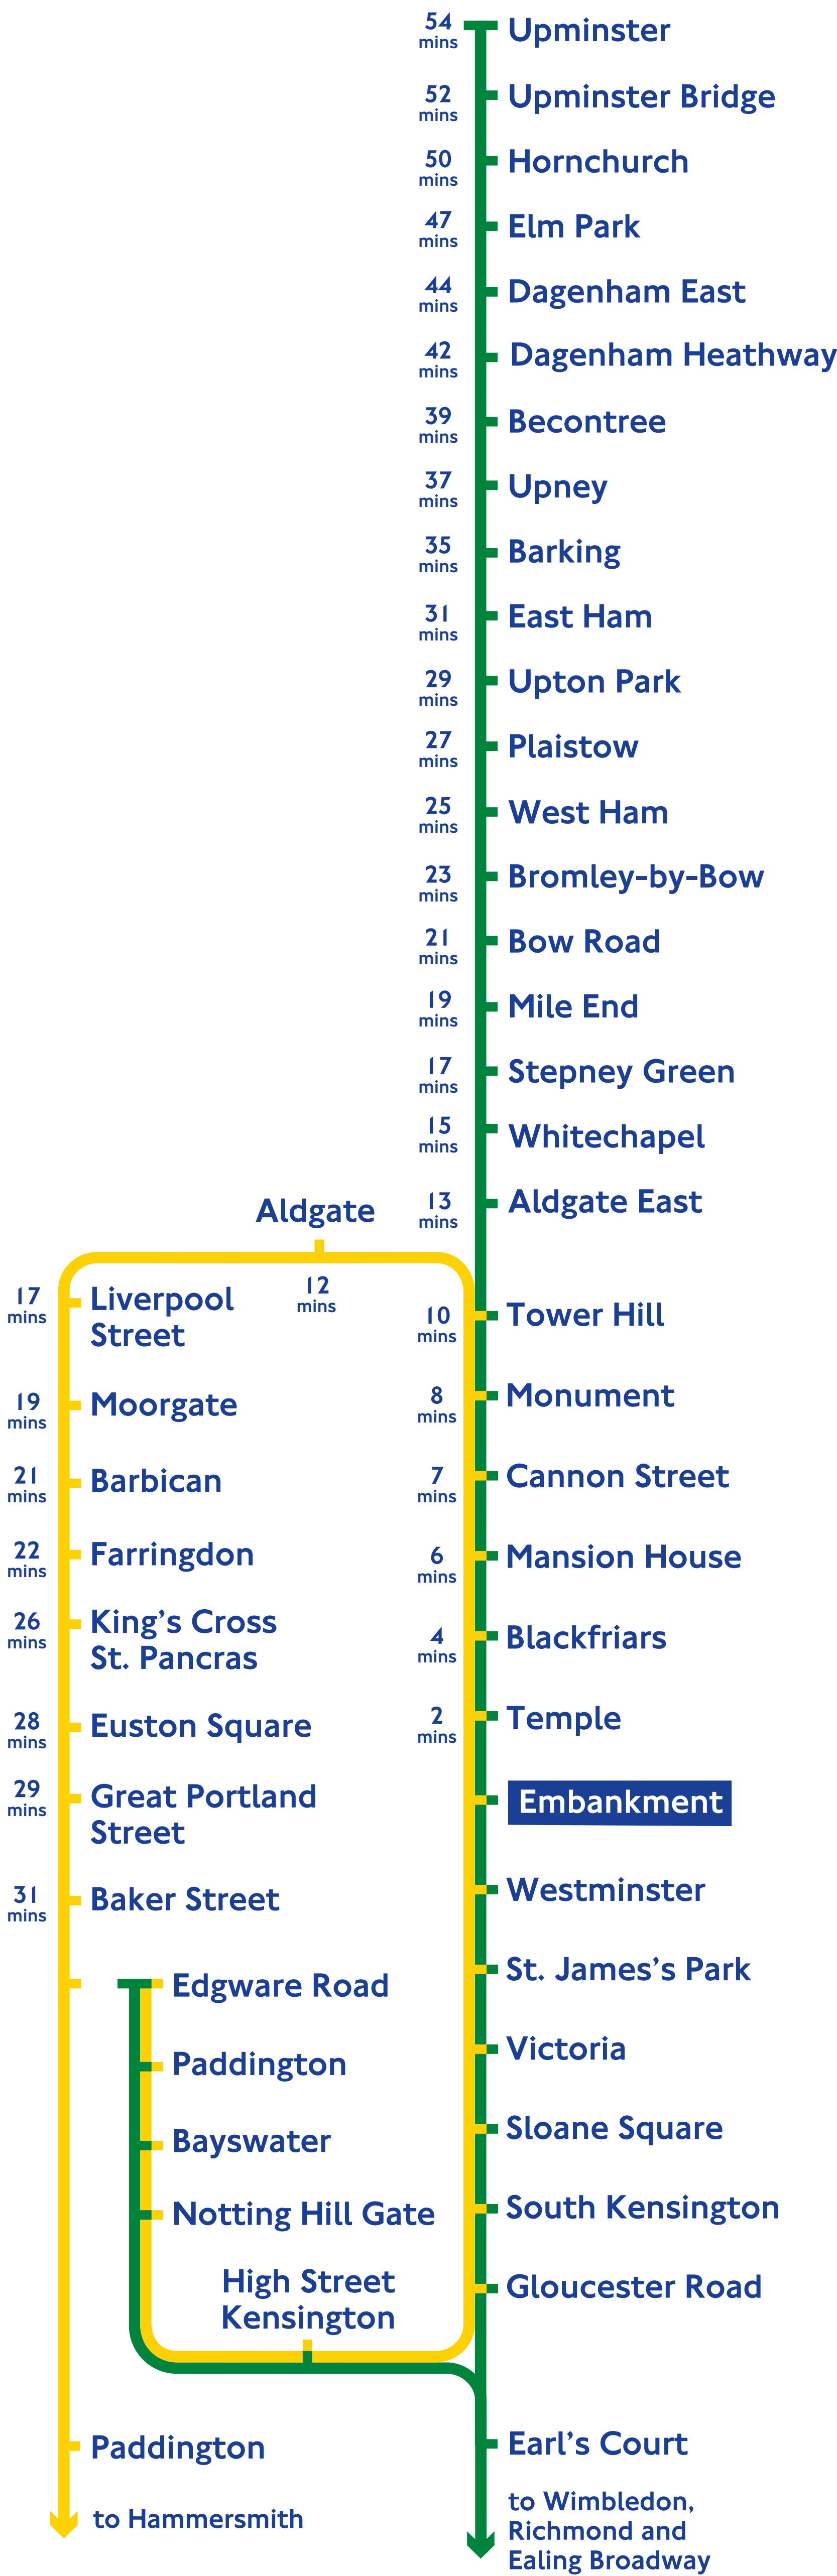 54
mins
Upminster
52
mins
Upminster Bridge
50
mins
Hornchurch
47
mins
Elm Park
44
mins
Dagenham East
42
mins
Dagenham Heathway
39
mins
Becontree
37
mins
Upney
35
mins
Barking
31
mins
East Ham
29
mins
Upton Park
27
mins
Plaistow
25
mins
West Ham
23
mins
Bromley-by-Bow
21
mins
Bow Road
19
mins
Mile End
17
mins
Stepney Green
15
mins
Whitechapel
13
mins
Aldgate East
Aldgate
12
mins
17
mins
Liverpool
Street
19
mins
Moorgate
21
mins
Barbican
22
mins
Farringdon
26
mins
King’s Cross
St. Pancras
28
mins
Euston Square
29
mins
Great Portland
Street
31
mins
Baker Street
Edgware Road
Paddington
Bayswater
Notting Hill Gate
High Street
Kensington
Paddington
to Hammersmith
10
mins
Tower Hill
8
mins
Monument
7
mins
Cannon Street
6
mins
Mansion House
4
mins
Blackfriars
2
mins
Temple
Embankment
Westminster
St. James’s Park
Victoria
Sloane Square
South Kensington
Gloucester Road
Earl’s Court
to Wimbledon,
Richmond and
Ealing Broadway